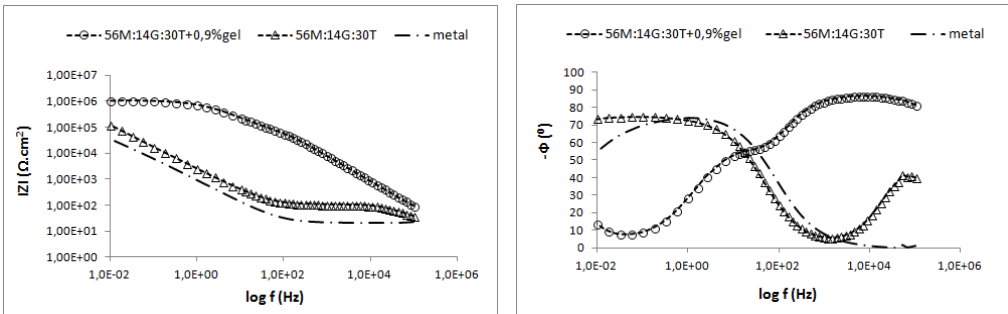 56M:14G:30T+0,9%gel 56M:14G:30T metal
1,00E+07
1,00E+06
1,00E+05
1,00E+04
1,00E+03
1,00E+02
1,00E+01
1,00E+00
IZI (Ω.cm²)
1,0E-02 1,0E+00 1,0E+02 1,0E+04 1,0E+06
log f (Hz)
56M:14G:30T+0,9%gel 56M:14G:30T metal
100
90
80
70
60
50
40
30
20
10
0
-Φ (º)
1,0E-02 1,0E+00 1,0E+02 1,0E+04 1,0E+06
log f (Hz)